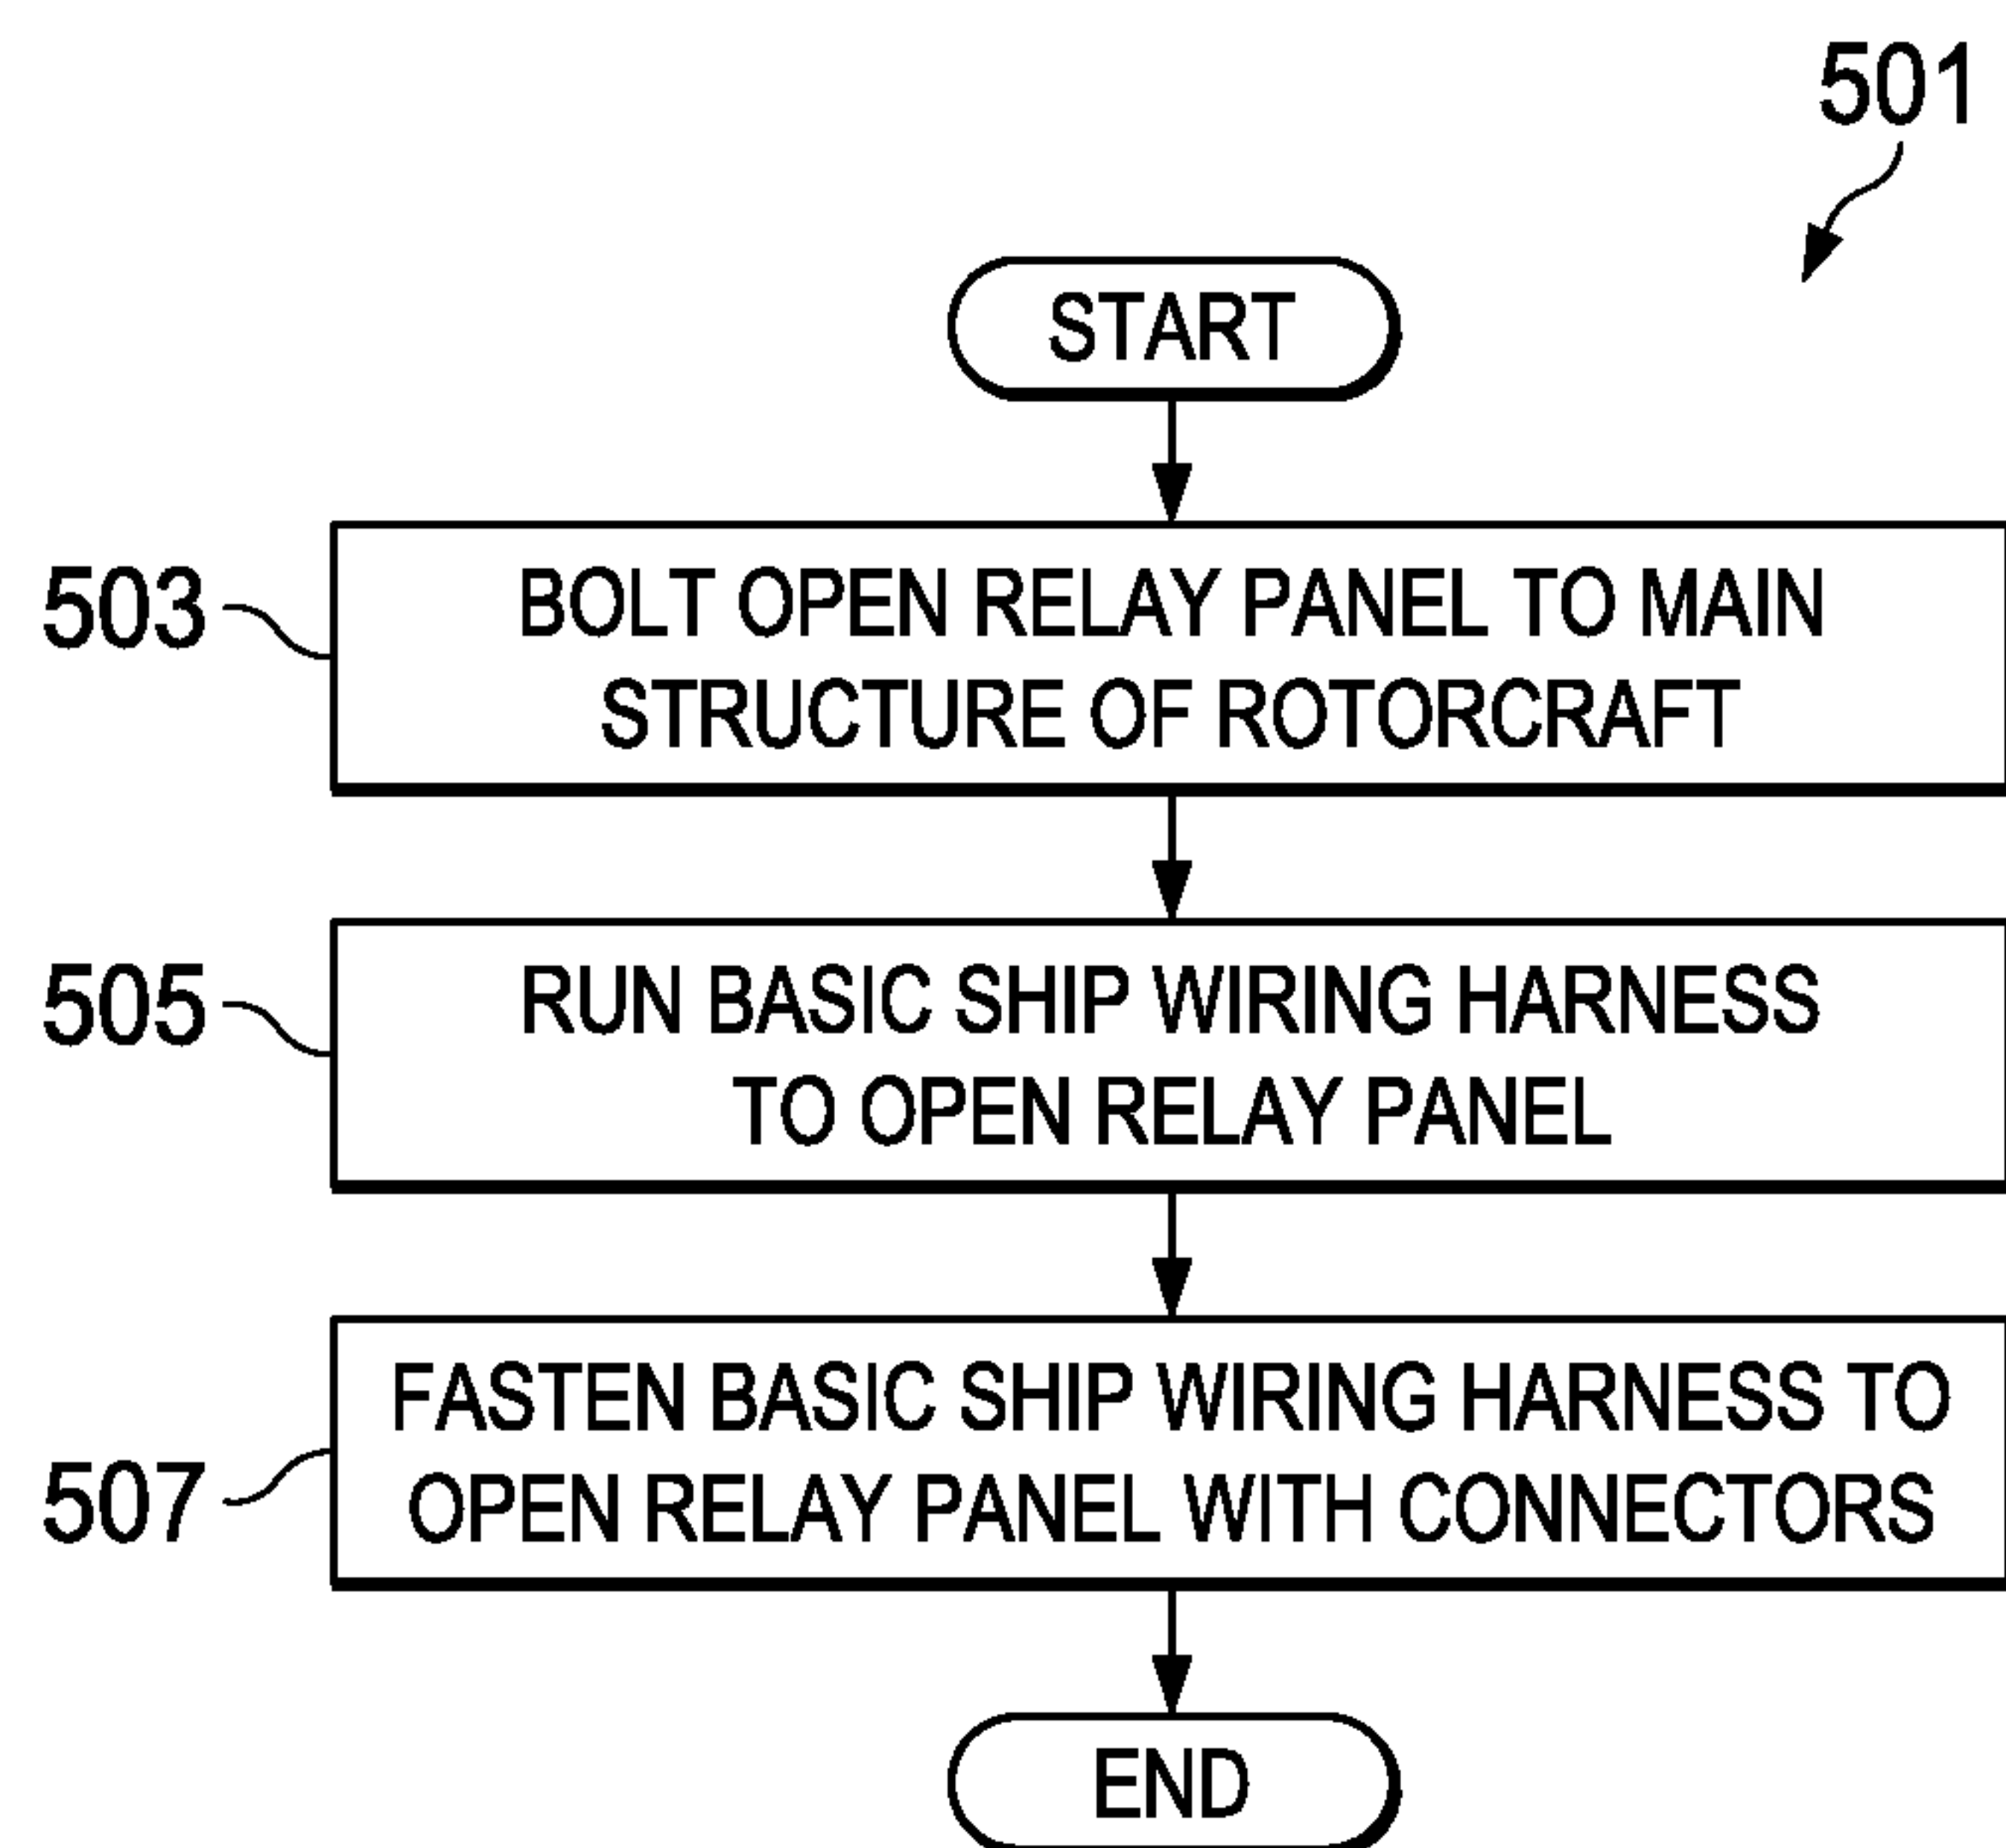 501
START
503
BOLT OPEN RELAY PANEL TO MAIN
STRUCTURE OF ROTORCRAFT
505
RUN BASIC SHIP WIRING HARNESS
TO OPEN RELAY PANEL
507
FASTEN BASIC SHIP WIRING HARNESS TO
OPEN RELAY PANEL WITH CONNECTORS
END